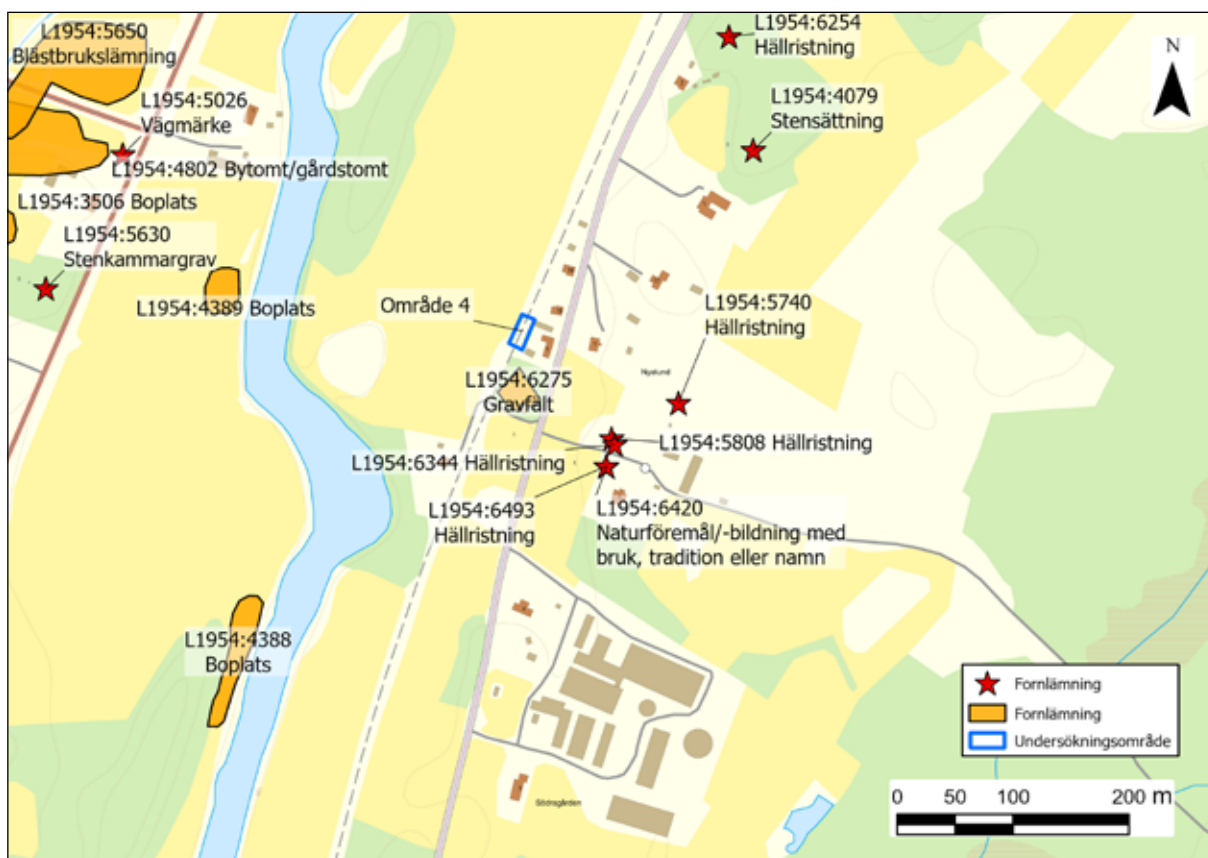 L1954:5650
Blästbrukslämning
L1954:6254
Hällristning
N
L1954:5026
Vägmärke
L1954:4079
Stensättning
L1954:4802 Bytomt/gårdstomt
L1954:3506 Boplats
L1954:5630
Stenkammargrav
L1954:4389 Boplats
Område 4
L1954:5740
Hällristning
Nyelund
L1954:6275
Gravfält
L1954:5808 Hällristning
L1954:6344 Hällristning
L1954:6493
Hällristning
L1954:6420
Naturföremål/-bildning med
bruk, tradition eller namn
L1954:4388
Boplats
Fornlämning
Fornlämning
Undersökningsområde
Södragården
0 50 100 200 m